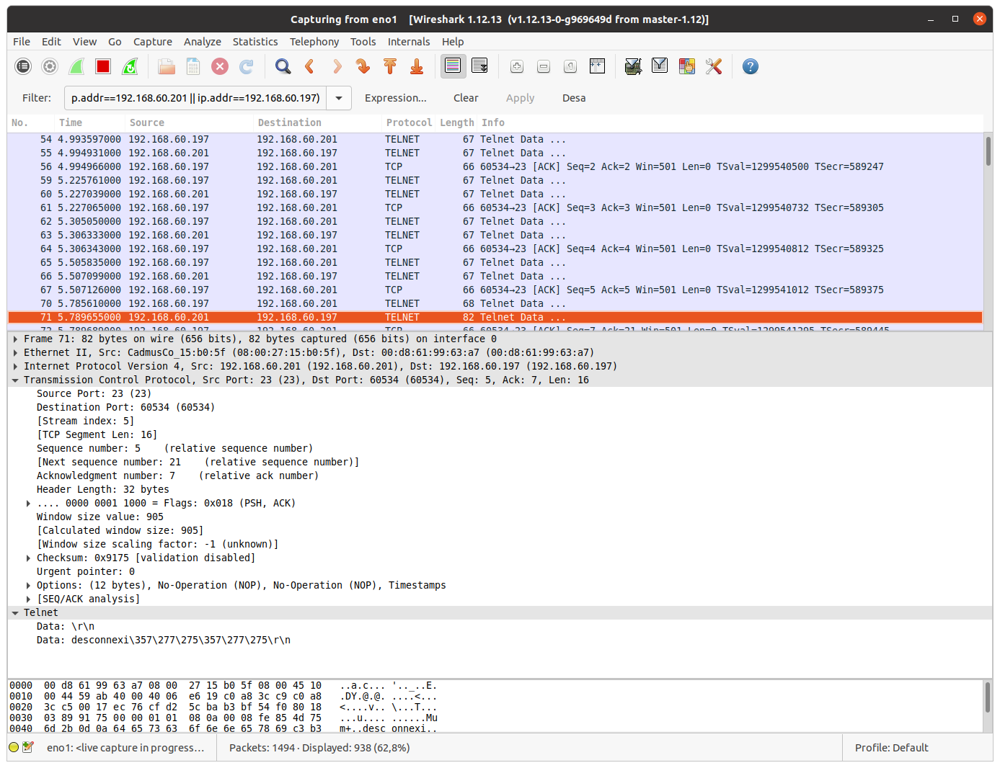 Capturing from eno1    [Wireshark 1.12.13  (v1.12.13-0-g969649d from master-1.12)]
File Edit View Go Capture Analyze Statistics Telephony Tools Internals Help
Filter: p.addr==192.168.60.201 || ip.addr==192.168.60.197) Expression... Clear Apply Desa
No. Time Source Destination Protocol Length Info
54 4.993597000 192.168.60.197 192.168.60.201 TELNET 67 Telnet Data ...
55 4.994931000 192.168.60.201 192.168.60.197 TELNET 67 Telnet Data ...
56 4.994966000 192.168.60.197 192.168.60.201 TCP 66 60534→23 [ACK] Seq=2 Ack=2 Win=501 Len=0 TSval=1299540500 TSecr=589247
59 5.225761000 192.168.60.197 192.168.60.201 TELNET 67 Telnet Data ...
60 5.227039000 192.168.60.201 192.168.60.197 TELNET 67 Telnet Data ...
61 5.227065000 192.168.60.197 192.168.60.201 TCP 66 60534→23 [ACK] Seq=3 Ack=3 Win=501 Len=0 TSval=1299540732 TSecr=589305
62 5.305050000 192.168.60.197 192.168.60.201 TELNET 67 Telnet Data ...
63 5.306333000 192.168.60.201 192.168.60.197 TELNET 67 Telnet Data ...
64 5.306343000 192.168.60.197 192.168.60.201 TCP 66 60534→23 [ACK] Seq=4 Ack=4 Win=501 Len=0 TSval=1299540812 TSecr=589325
65 5.505835000 192.168.60.197 192.168.60.201 TELNET 67 Telnet Data ...
66 5.507099000 192.168.60.201 192.168.60.197 TELNET 67 Telnet Data ...
67 5.507126000 192.168.60.197 192.168.60.201 TCP 66 60534→23 [ACK] Seq=5 Ack=5 Win=501 Len=0 TSval=1299541012 TSecr=589375
70 5.785610000 192.168.60.197 192.168.60.201 TELNET 68 Telnet Data ...
71 5.789655000 192.168.60.201 192.168.60.197 TELNET 82 Telnet Data ...
72 5.789689000 192.168.60.197 192.168.60.201 TCP 66 60534→23 [ACK] Seq=7 Ack=21 Win=501 Len=0 TSval=1299541295 TSecr=589445
Frame 71: 82 bytes on wire (656 bits), 82 bytes captured (656 bits) on interface 0
Ethernet II, Src: CadmusCo_15:b0:5f (08:00:27:15:b0:5f), Dst: 00:d8:61:99:63:a7 (00:d8:61:99:63:a7)
Internet Protocol Version 4, Src: 192.168.60.201 (192.168.60.201), Dst: 192.168.60.197 (192.168.60.197)
Transmission Control Protocol, Src Port: 23 (23), Dst Port: 60534 (60534), Seq: 5, Ack: 7, Len: 16
Source Port: 23 (23)
Destination Port: 60534 (60534)
[Stream index: 5]
[TCP Segment Len: 16]
Sequence number: 5    (relative sequence number)
[Next sequence number: 21    (relative sequence number)]
Acknowledgment number: 7    (relative ack number)
Header Length: 32 bytes
.... 0000 0001 1000 = Flags: 0x018 (PSH, ACK)
Window size value: 905
[Calculated window size: 905]
[Window size scaling factor: -1 (unknown)]
Checksum: 0x9175 [validation disabled]
Urgent pointer: 0
Options: (12 bytes), No-Operation (NOP), No-Operation (NOP), Timestamps
[SEQ/ACK analysis]
Telnet
Data: \r\n
Data: desconnexi\357\277\275\357\277\275\r\n
0000  00 d8 61 99 63 a7 08 00  27 15 b0 5f 08 00 45 10   ..a.c... '.._..E.
0010  00 44 59 ab 40 00 40 06  e6 19 c0 a8 3c c9 c0 a8   .DY.@.@. ....<...
0020  3c c5 00 17 ec 76 cf d2  5c ba b3 bf 54 f0 80 18   <....v.. \...T...
0030  03 89 91 75 00 00 01 01  08 0a 00 08 fe 85 4d 75   ...u.... ......Mu
0040  6d 2b 0d 0a 64 65 73 63  6f 6e 6e 65 78 69 c3 b3   m+..desc onnexi..
eno1: <live capture in progress... Packets: 1494 · Displayed: 938 (62,8%) Profile: Default